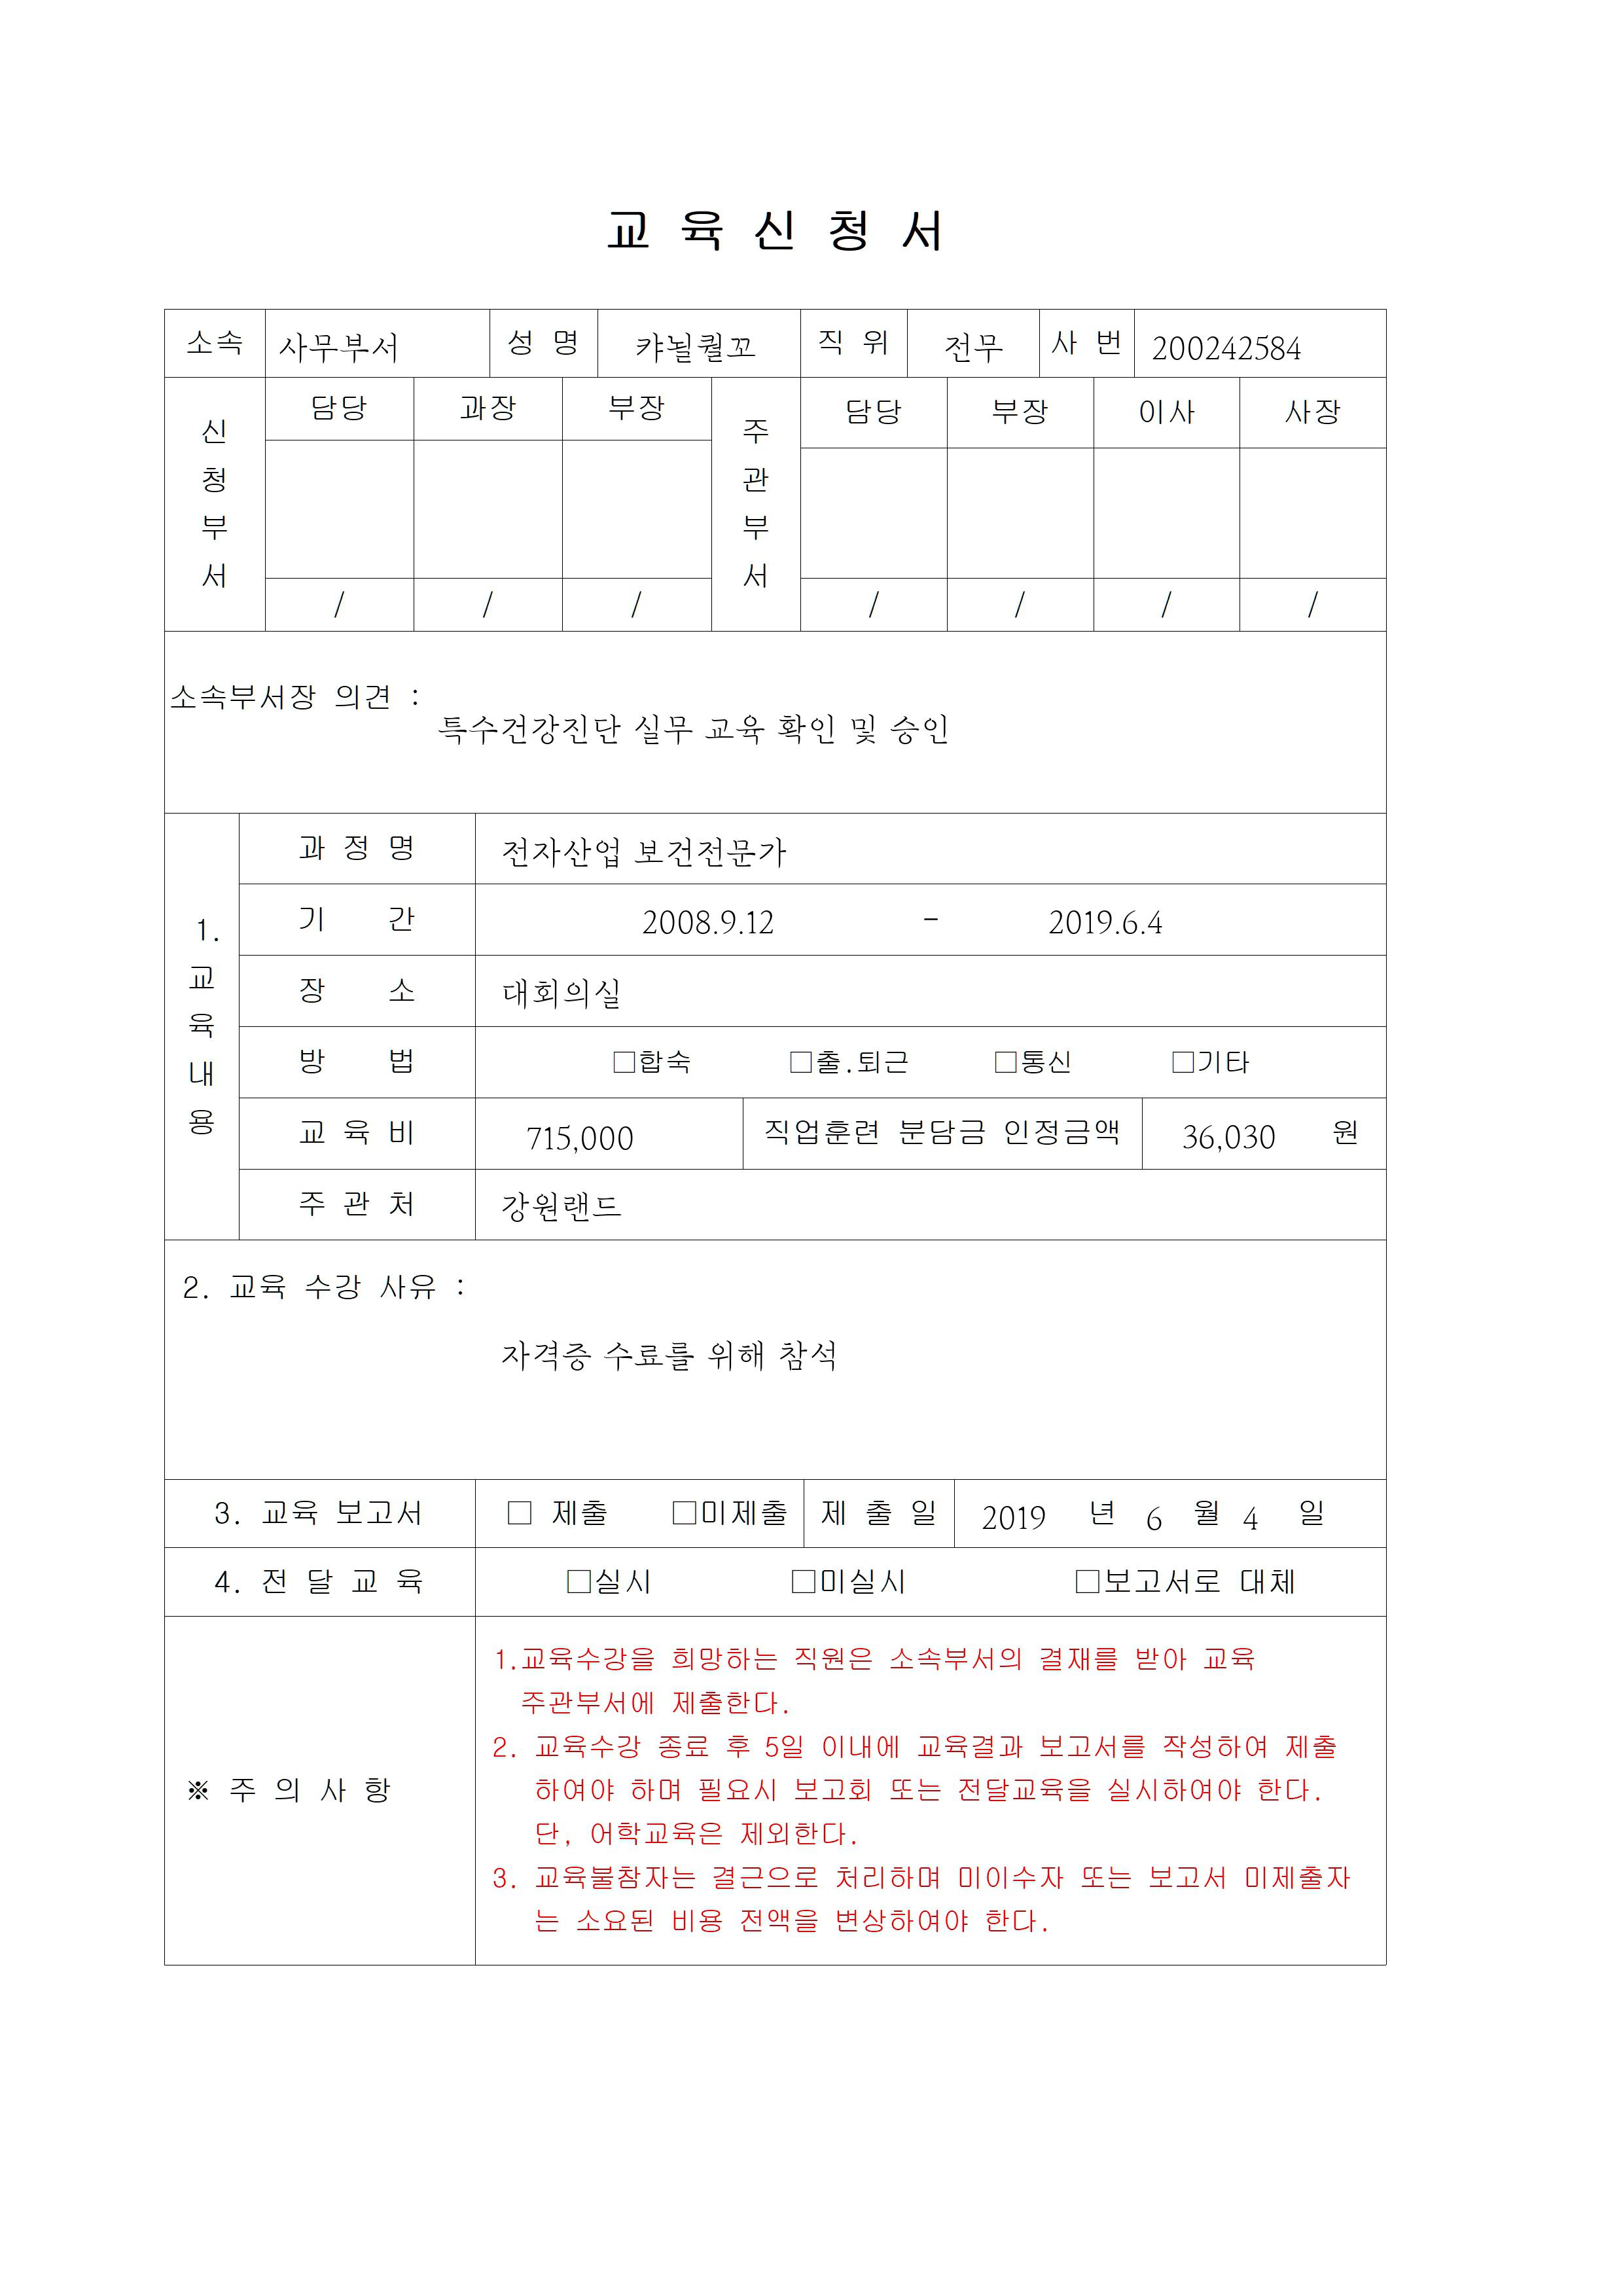 교 육 신 청 서
소속 사무부서 성 명 캬뇔퀄꼬 직 위 전무 사 번 200242584
신청부서 담당 과장 부장 주관부서 담당 부장 이사 사장
/ / / / / / /
소속부서장 의견 :
특수건강진단 실무 교육 확인 및 승인
1. 교육내용
과 정 명 전자산업 보건전문가
기 간 2008.9.12 - 2019.6.4
장 소 대회의실
방 법 □합숙 □출.퇴근 □통신 □기타
교 육 비 715,000 직업훈련 분담금 인정금액 36,030 원
주 관 처 강원랜드
2. 교육 수강 사유 :
자격증 수료를 위해 참석
3. 교육 보고서 □ 제출 □미제출 제 출 일 2019 년 6 월 4 일
4. 전 달 교 육 □실시 □미실시 □보고서로 대체
※ 주 의 사 항
1.교육수강을 희망하는 직원은 소속부서의 결재를 받아 교육
주관부서에 제출한다.
2. 교육수강 종료 후 5일 이내에 교육결과 보고서를 작성하여 제출
하여야 하며 필요시 보고회 또는 전달교육을 실시하여야 한다.
단, 어학교육은 제외한다.
3. 교육불참자는 결근으로 처리하며 미이수자 또는 보고서 미제출자
는 소요된 비용 전액을 변상하여야 한다.